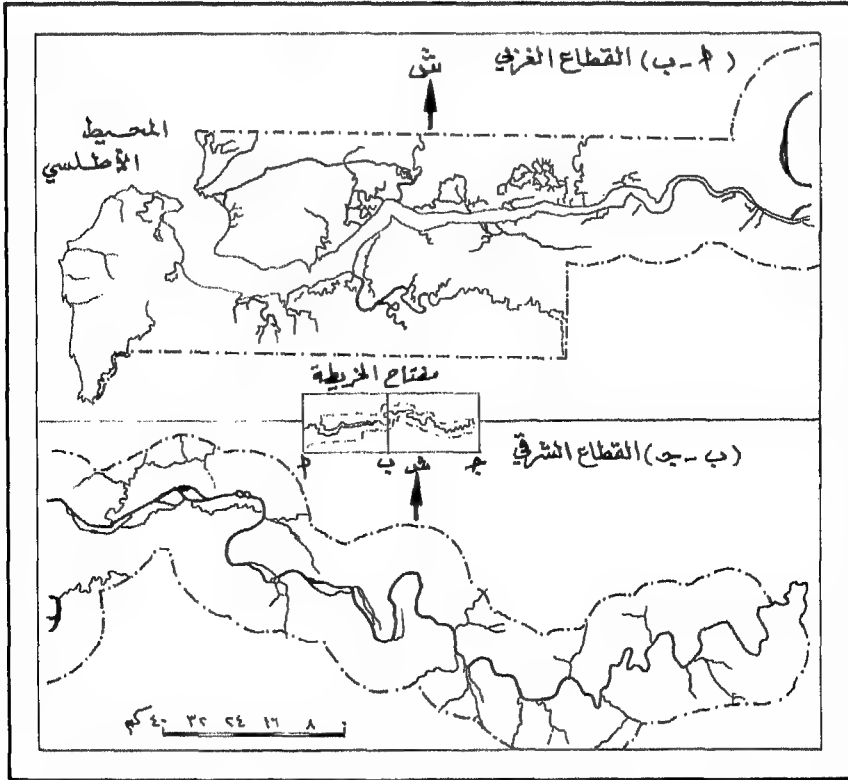 (أ - ب) القطاع الغربي
ش
المحيط
الأطلسي
مفتاح الخريطة
أ ب ش ج
(ب - ج) القطاع الشرقي
٤٠ كم ٣٢ ٢٤ ١٦ ٨ ٠